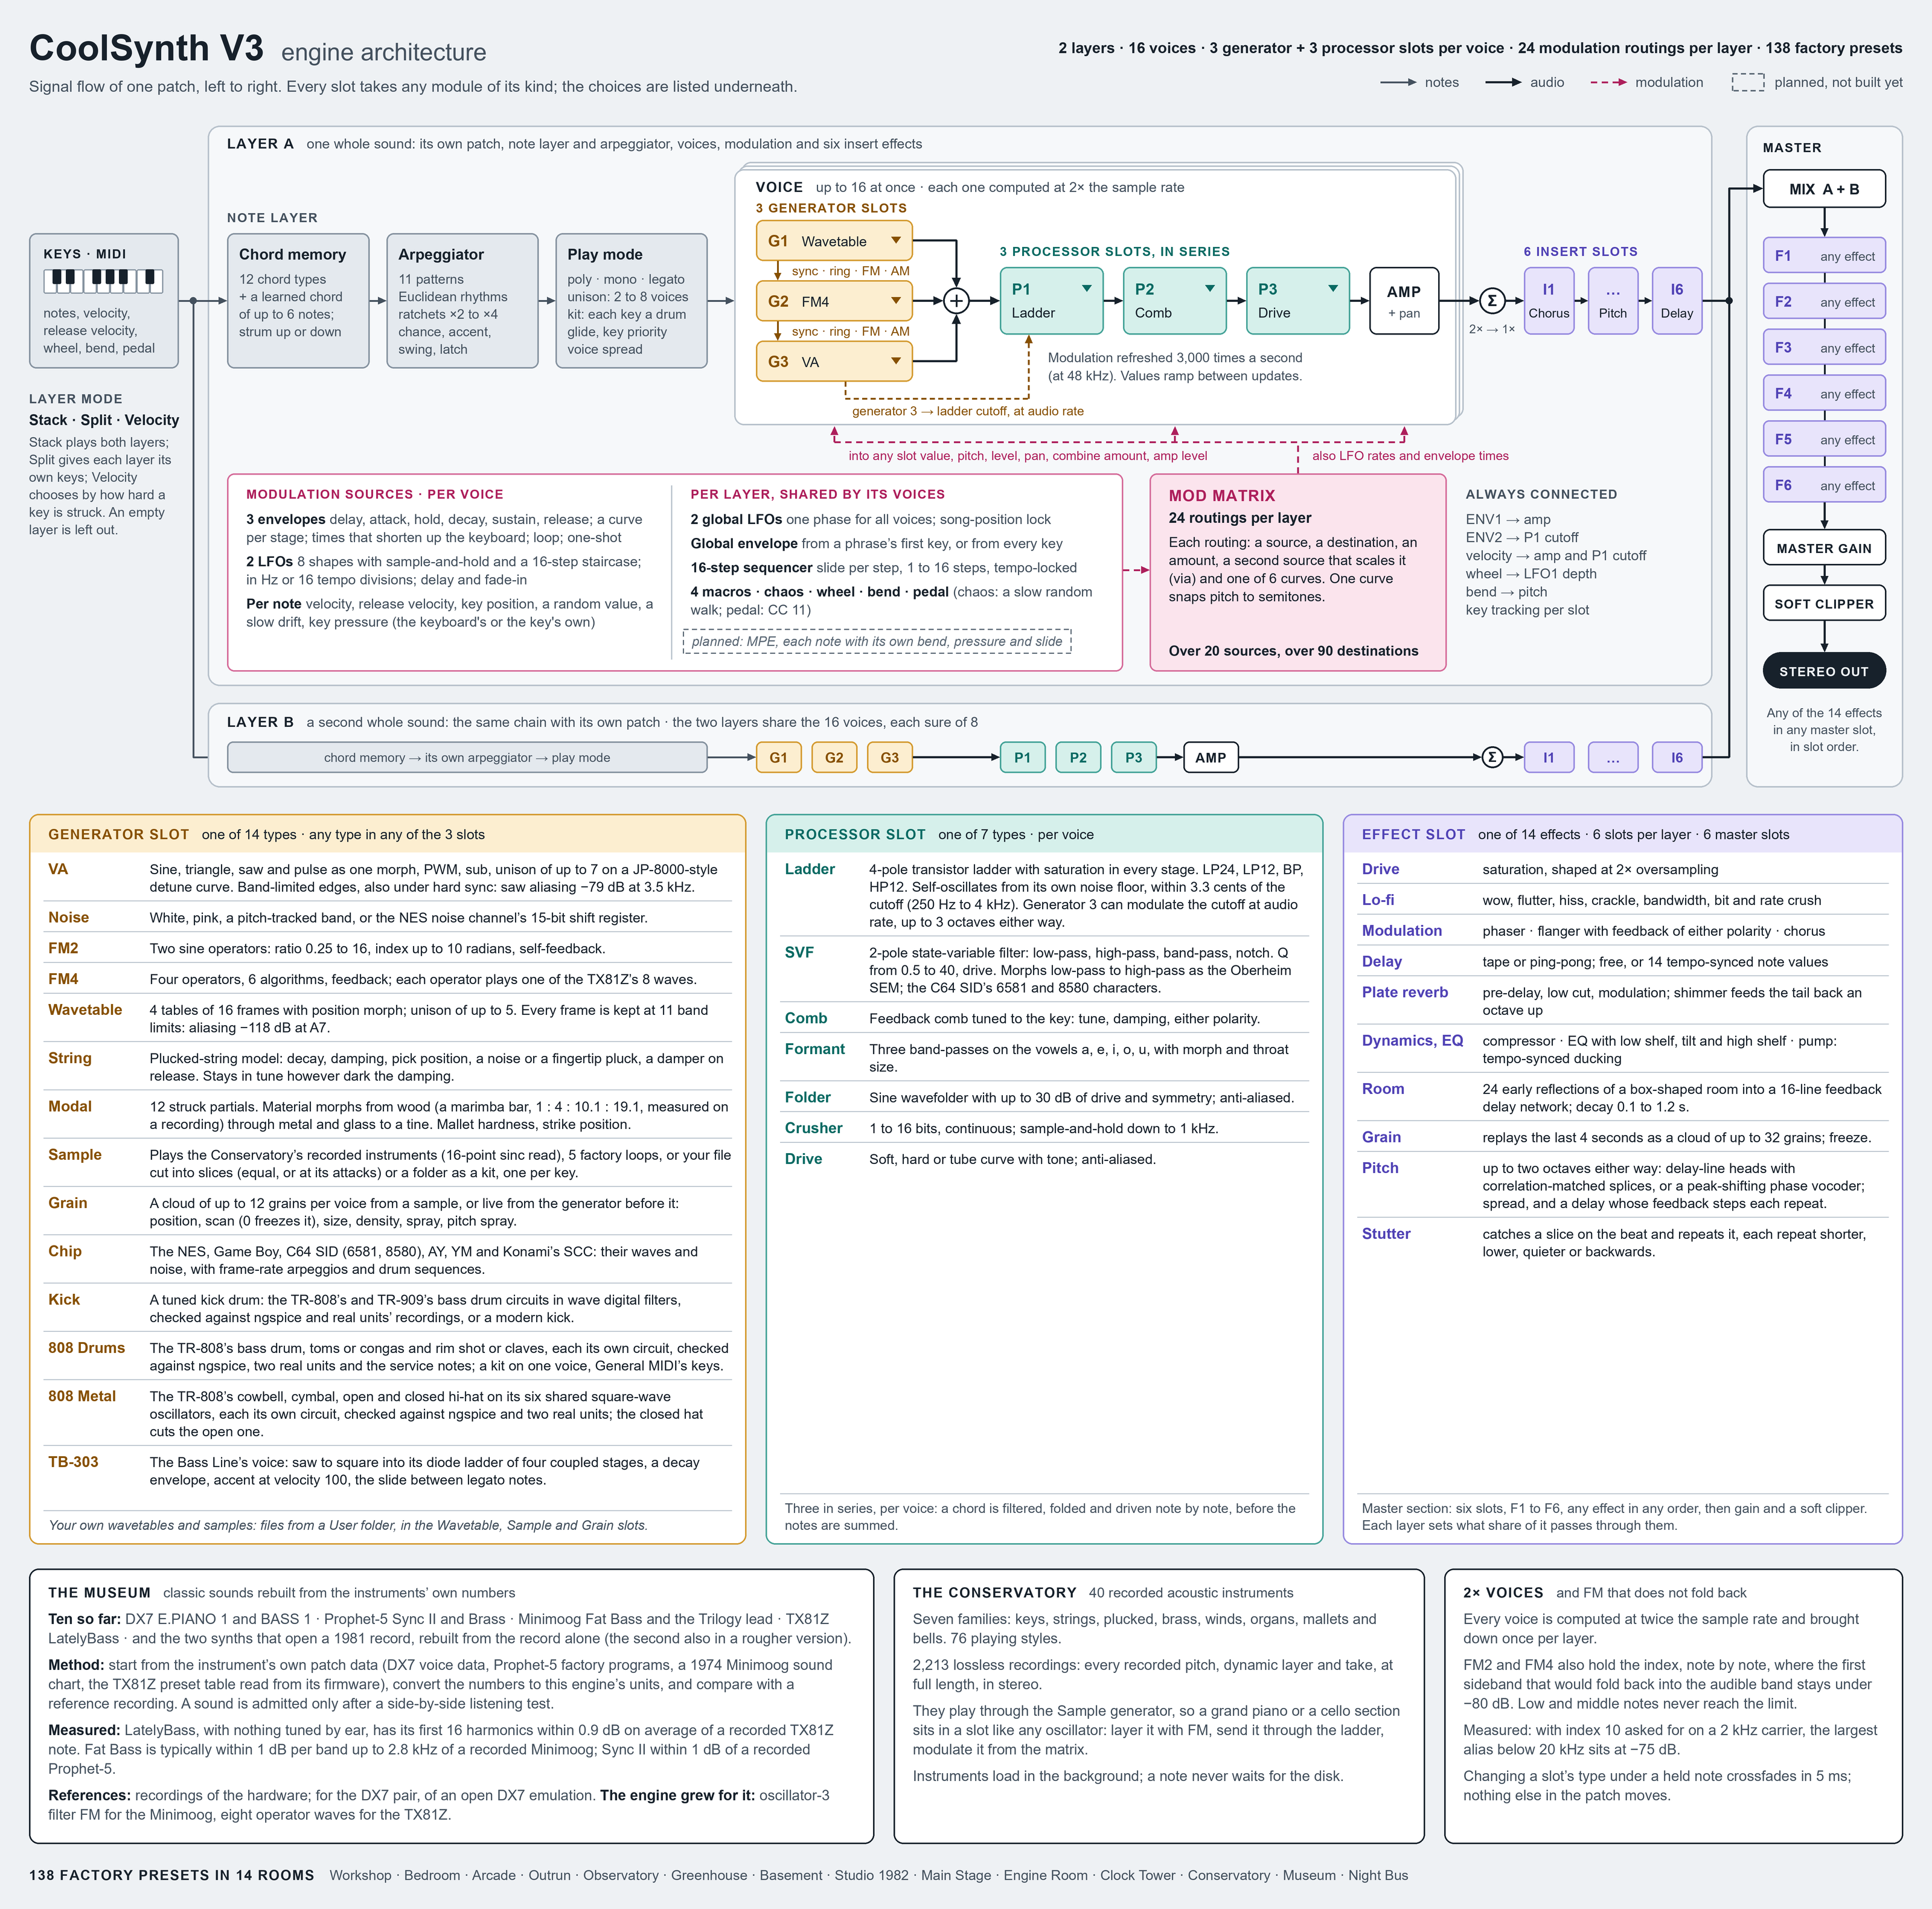 CoolSynth V3 engine architecture
2 layers · 16 voices · 3 generator + 3 processor slots per voice · 24 modulation routings per layer · 138 factory presets
Signal flow of one patch, left to right. Every slot takes any module of its kind; the choices are listed underneath.
notes audio modulation planned, not built yet
LAYER A one whole sound: its own patch, note layer and arpeggiator, voices, modulation and six insert effects
KEYS · MIDI
notes, velocity,
release velocity,
wheel, bend, pedal
LAYER MODE
Stack · Split · Velocity
Stack plays both layers;
Split gives each layer its
own keys; Velocity
chooses by how hard a
key is struck. An empty
layer is left out.
NOTE LAYER
Chord memory
12 chord types
+ a learned chord
of up to 6 notes;
strum up or down
Arpeggiator
11 patterns
Euclidean rhythms
ratchets ×2 to ×4
chance, accent,
swing, latch
Play mode
poly · mono · legato
unison: 2 to 8 voices
kit: each key a drum
glide, key priority
voice spread
VOICE up to 16 at once · each one computed at 2× the sample rate
3 GENERATOR SLOTS
G1 Wavetable
sync · ring · FM · AM
G2 FM4
sync · ring · FM · AM
G3 VA
+
3 PROCESSOR SLOTS, IN SERIES
P1
Ladder
P2
Comb
P3
Drive
AMP
+ pan
Modulation refreshed 3,000 times a second
(at 48 kHz). Values ramp between updates.
generator 3 → ladder cutoff, at audio rate
Σ
2× → 1×
6 INSERT SLOTS
I1
Chorus
...
Pitch
I6
Delay
into any slot value, pitch, level, pan, combine amount, amp level
also LFO rates and envelope times
MODULATION SOURCES · PER VOICE
3 envelopes delay, attack, hold, decay, sustain, release; a curve
per stage; times that shorten up the keyboard; loop; one-shot
2 LFOs 8 shapes with sample-and-hold and a 16-step staircase;
in Hz or 16 tempo divisions; delay and fade-in
Per note velocity, release velocity, key position, a random value, a
slow drift, key pressure (the keyboard's or the key's own)
PER LAYER, SHARED BY ITS VOICES
2 global LFOs one phase for all voices; song-position lock
Global envelope from a phrase’s first key, or from every key
16-step sequencer slide per step, 1 to 16 steps, tempo-locked
4 macros · chaos · wheel · bend · pedal (chaos: a slow random
walk; pedal: CC 11)
planned: MPE, each note with its own bend, pressure and slide
MOD MATRIX
24 routings per layer
Each routing: a source, a destination, an
amount, a second source that scales it
(via) and one of 6 curves. One curve
snaps pitch to semitones.
Over 20 sources, over 90 destinations
ALWAYS CONNECTED
ENV1 → amp
ENV2 → P1 cutoff
velocity → amp and P1 cutoff
wheel → LFO1 depth
bend → pitch
key tracking per slot
MASTER
MIX A + B
F1 any effect
F2 any effect
F3 any effect
F4 any effect
F5 any effect
F6 any effect
MASTER GAIN
SOFT CLIPPER
STEREO OUT
Any of the 14 effects
in any master slot,
in slot order.
LAYER B a second whole sound: the same chain with its own patch · the two layers share the 16 voices, each sure of 8
chord memory → its own arpeggiator → play mode
G1 G2 G3 P1 P2 P3 AMP Σ I1 ... I6
GENERATOR SLOT one of 14 types · any type in any of the 3 slots
VA Sine, triangle, saw and pulse as one morph, PWM, sub, unison of up to 7 on a JP-8000-style
detune curve. Band-limited edges, also under hard sync: saw aliasing −79 dB at 3.5 kHz.
Noise White, pink, a pitch-tracked band, or the NES noise channel’s 15-bit shift register.
FM2 Two sine operators: ratio 0.25 to 16, index up to 10 radians, self-feedback.
FM4 Four operators, 6 algorithms, feedback; each operator plays one of the TX81Z’s 8 waves.
Wavetable 4 tables of 16 frames with position morph; unison of up to 5. Every frame is kept at 11 band
limits: aliasing −118 dB at A7.
String Plucked-string model: decay, damping, pick position, a noise or a fingertip pluck, a damper on
release. Stays in tune however dark the damping.
Modal 12 struck partials. Material morphs from wood (a marimba bar, 1 : 4 : 10.1 : 19.1, measured on
a recording) through metal and glass to a tine. Mallet hardness, strike position.
Sample Plays the Conservatory’s recorded instruments (16-point sinc read), 5 factory loops, or your file
cut into slices (equal, or at its attacks) or a folder as a kit, one per key.
Grain A cloud of up to 12 grains per voice from a sample, or live from the generator before it:
position, scan (0 freezes it), size, density, spray, pitch spray.
Chip The NES, Game Boy, C64 SID (6581, 8580), AY, YM and Konami’s SCC: their waves and
noise, with frame-rate arpeggios and drum sequences.
Kick A tuned kick drum: the TR-808’s and TR-909’s bass drum circuits in wave digital filters,
checked against ngspice and real units’ recordings, or a modern kick.
808 Drums The TR-808’s bass drum, toms or congas and rim shot or claves, each its own circuit, checked
against ngspice, two real units and the service notes; a kit on one voice, General MIDI’s keys.
808 Metal The TR-808’s cowbell, cymbal, open and closed hi-hat on its six shared square-wave
oscillators, each its own circuit, checked against ngspice and two real units; the closed hat
cuts the open one.
TB-303 The Bass Line’s voice: saw to square into its diode ladder of four coupled stages, a decay
envelope, accent at velocity 100, the slide between legato notes.
Your own wavetables and samples: files from a User folder, in the Wavetable, Sample and Grain slots.
PROCESSOR SLOT one of 7 types · per voice
Ladder 4-pole transistor ladder with saturation in every stage. LP24, LP12, BP,
HP12. Self-oscillates from its own noise floor, within 3.3 cents of the
cutoff (250 Hz to 4 kHz). Generator 3 can modulate the cutoff at audio
rate, up to 3 octaves either way.
SVF 2-pole state-variable filter: low-pass, high-pass, band-pass, notch. Q
from 0.5 to 40, drive. Morphs low-pass to high-pass as the Oberheim
SEM; the C64 SID’s 6581 and 8580 characters.
Comb Feedback comb tuned to the key: tune, damping, either polarity.
Formant Three band-passes on the vowels a, e, i, o, u, with morph and throat
size.
Folder Sine wavefolder with up to 30 dB of drive and symmetry; anti-aliased.
Crusher 1 to 16 bits, continuous; sample-and-hold down to 1 kHz.
Drive Soft, hard or tube curve with tone; anti-aliased.
Three in series, per voice: a chord is filtered, folded and driven note by note, before the
notes are summed.
EFFECT SLOT one of 14 effects · 6 slots per layer · 6 master slots
Drive saturation, shaped at 2× oversampling
Lo-fi wow, flutter, hiss, crackle, bandwidth, bit and rate crush
Modulation phaser · flanger with feedback of either polarity · chorus
Delay tape or ping-pong; free, or 14 tempo-synced note values
Plate reverb pre-delay, low cut, modulation; shimmer feeds the tail back an
octave up
Dynamics, EQ compressor · EQ with low shelf, tilt and high shelf · pump:
tempo-synced ducking
Room 24 early reflections of a box-shaped room into a 16-line feedback
delay network; decay 0.1 to 1.2 s.
Grain replays the last 4 seconds as a cloud of up to 32 grains; freeze.
Pitch up to two octaves either way: delay-line heads with
correlation-matched splices, or a peak-shifting phase vocoder;
spread, and a delay whose feedback steps each repeat.
Stutter catches a slice on the beat and repeats it, each repeat shorter,
lower, quieter or backwards.
Master section: six slots, F1 to F6, any effect in any order, then gain and a soft clipper.
Each layer sets what share of it passes through them.
THE MUSEUM classic sounds rebuilt from the instruments’ own numbers
Ten so far: DX7 E.PIANO 1 and BASS 1 · Prophet-5 Sync II and Brass · Minimoog Fat Bass and the Trilogy lead · TX81Z
LatelyBass · and the two synths that open a 1981 record, rebuilt from the record alone (the second also in a rougher version).
Method: start from the instrument’s own patch data (DX7 voice data, Prophet-5 factory programs, a 1974 Minimoog sound
chart, the TX81Z preset table read from its firmware), convert the numbers to this engine’s units, and compare with a
reference recording. A sound is admitted only after a side-by-side listening test.
Measured: LatelyBass, with nothing tuned by ear, has its first 16 harmonics within 0.9 dB on average of a recorded TX81Z
note. Fat Bass is typically within 1 dB per band up to 2.8 kHz of a recorded Minimoog; Sync II within 1 dB of a recorded
Prophet-5.
References: recordings of the hardware; for the DX7 pair, of an open DX7 emulation. The engine grew for it: oscillator-3
filter FM for the Minimoog, eight operator waves for the TX81Z.
THE CONSERVATORY 40 recorded acoustic instruments
Seven families: keys, strings, plucked, brass, winds, organs, mallets and
bells. 76 playing styles.
2,213 lossless recordings: every recorded pitch, dynamic layer and take, at
full length, in stereo.
They play through the Sample generator, so a grand piano or a cello section
sits in a slot like any oscillator: layer it with FM, send it through the ladder,
modulate it from the matrix.
Instruments load in the background; a note never waits for the disk.
2× VOICES and FM that does not fold back
Every voice is computed at twice the sample rate and brought
down once per layer.
FM2 and FM4 also hold the index, note by note, where the first
sideband that would fold back into the audible band stays under
−80 dB. Low and middle notes never reach the limit.
Measured: with index 10 asked for on a 2 kHz carrier, the largest
alias below 20 kHz sits at −75 dB.
Changing a slot’s type under a held note crossfades in 5 ms;
nothing else in the patch moves.
138 FACTORY PRESETS IN 14 ROOMS Workshop · Bedroom · Arcade · Outrun · Observatory · Greenhouse · Basement · Studio 1982 · Main Stage · Engine Room · Clock Tower · Conservatory · Museum · Night Bus